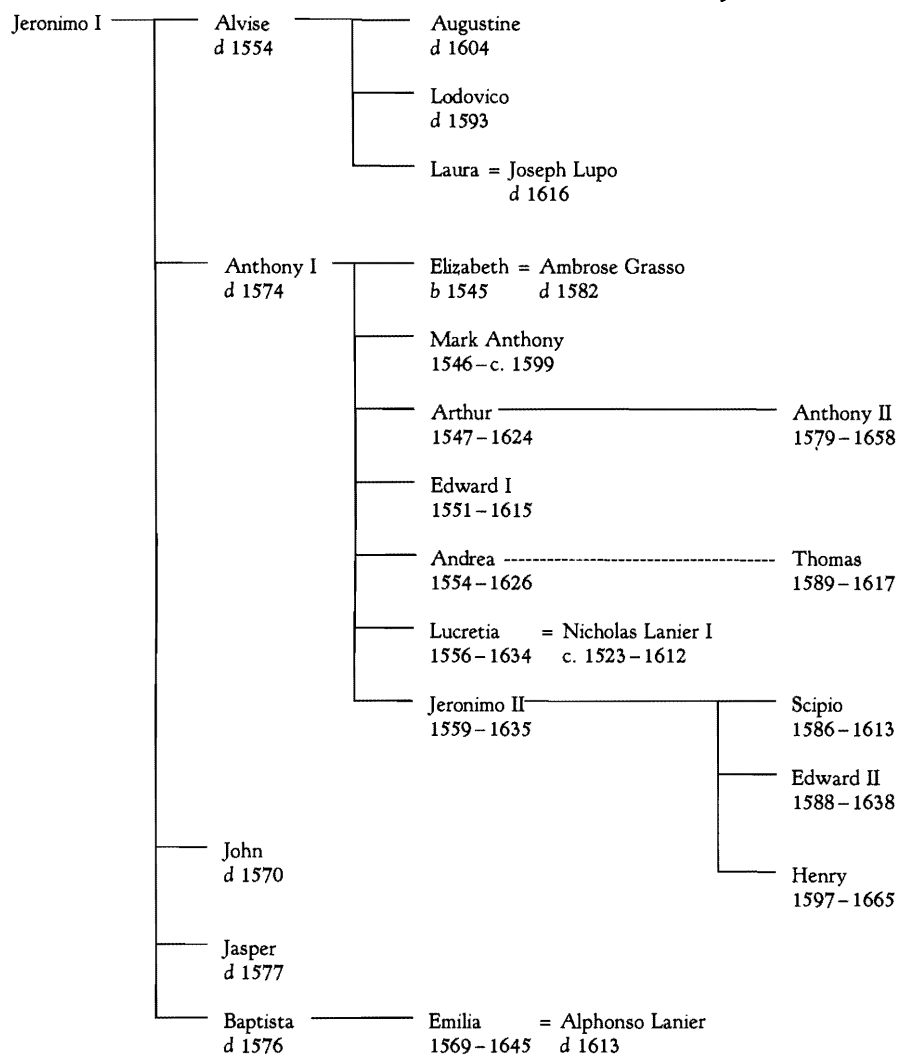 Jeronimo I
Alvise
d 1554
Augustine
d 1604
Lodovico
d 1593
Laura = Joseph Lupo
d 1616
Anthony I
d 1574
Elizabeth = Ambrose Grasso
b 1545 d 1582
Mark Anthony
1546–c. 1599
Arthur
1547–1624
Anthony II
1579–1658
Edward I
1551–1615
Andrea
1554–1626
Thomas
1589–1617
Lucretia = Nicholas Lanier I
1556–1634 c. 1523–1612
Jeronimo II
1559–1635
Scipio
1586–1613
Edward II
1588–1638
Henry
1597–1665
John
d 1570
Jasper
d 1577
Baptista
d 1576
Emilia = Alphonso Lanier
1569–1645 d 1613